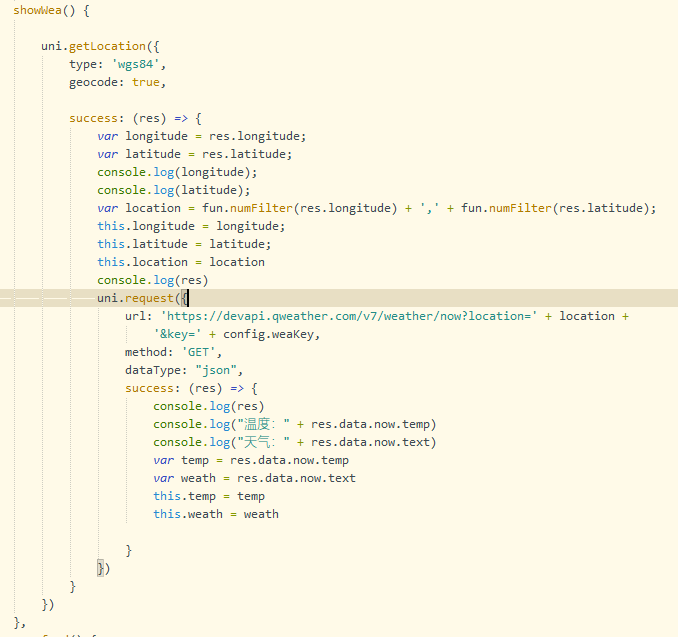 showWea() {
uni.getLocation({
type: 'wgs84',
geocode: true,
success: (res) => {
var longitude = res.longitude;
var latitude = res.latitude;
console.log(longitude);
console.log(latitude);
var location = fun.numFilter(res.longitude) + ',' + fun.numFilter(res.latitude);
this.longitude = longitude;
this.latitude = latitude;
this.location = location
console.log(res)
uni.request({
url: 'https://devapi.qweather.com/v7/weather/now?location=' + location +
'&key=' + config.weaKey,
method: 'GET',
dataType: "json",
success: (res) => {
console.log(res)
console.log("温度：" + res.data.now.temp)
console.log("天气：" + res.data.now.text)
var temp = res.data.now.temp
var weath = res.data.now.text
this.temp = temp
this.weath = weath
}
})
}
})
},